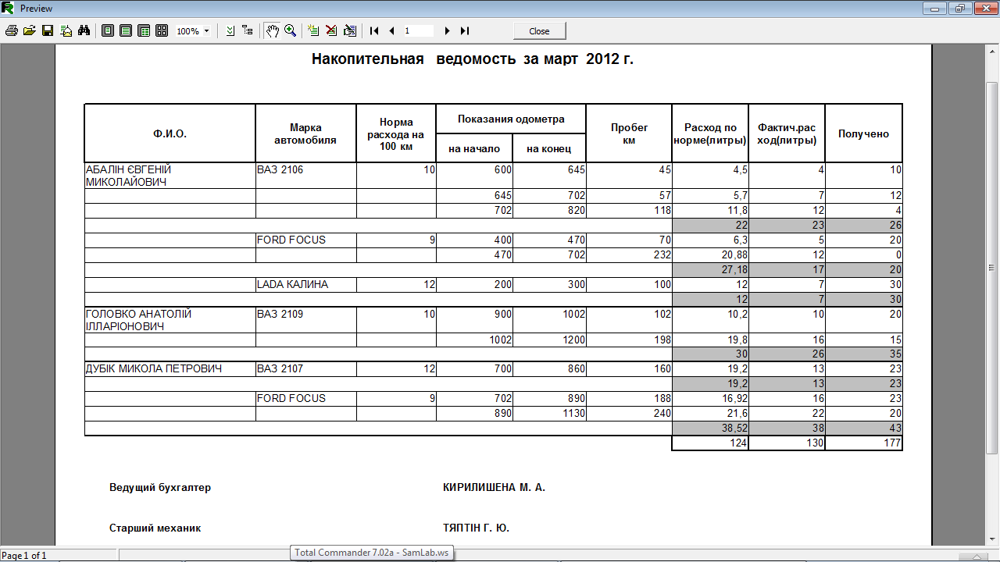 Preview
100%
1
Close
Накопительная ведомость за март 2012 г.
Ф.И.О.
Марка
автомобиля
Норма
расхода на
100 км
Показания одометра
на начало
на конец
Пробег
км
Расход по
норме(литры)
Фактич.рас
ход(литры)
Получено
АБАЛІН ЄВГЕНІЙ
МИКОЛАЙОВИЧ
ВАЗ 2106 10 600 645 45 4,5 4 10
645 702 57 5,7 7 12
702 820 118 11,8 12 4
22 23 26
FORD FOCUS 9 400 470 70 6,3 5 20
470 702 232 20,88 12 0
27,18 17 20
LADA КАЛИНА 12 200 300 100 12 7 30
12 7 30
ГОЛОВКО АНАТОЛІЙ
ІЛЛАРІОНОВИЧ
ВАЗ 2109 10 900 1002 102 10,2 10 20
1002 1200 198 19,8 16 15
30 26 35
ДУБІК МИКОЛА ПЕТРОВИЧ ВАЗ 2107 12 700 860 160 19,2 13 23
19,2 13 23
FORD FOCUS 9 702 890 188 16,92 16 23
890 1130 240 21,6 22 20
38,52 38 43
124 130 177
Ведущий бухгалтер КИРИЛИШЕНА М. А.
Старший механик ТЯПТІН Г. Ю.
Total Commander 7.02a - SamLab.ws
Page 1 of 1